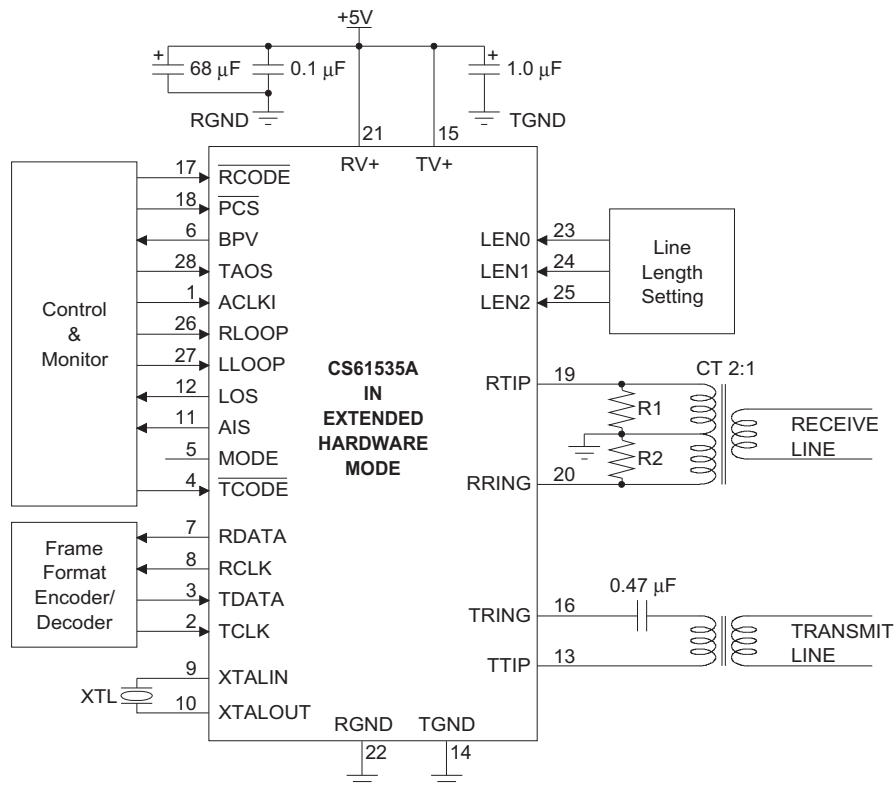 +5V
+
68 μF
0.1 μF
+
1.0 μF
RGND
TGND
21
15
RV+
TV+
Control
&
Monitor
17
RCODE
18
PCS
6
BPV
28
TAOS
1
ACLKI
26
RLOOP
27
LLOOP
12
LOS
11
AIS
5
MODE
4
TCODE
Frame
Format
Encoder/
Decoder
7
RDATA
8
RCLK
3
TDATA
2
TCLK
XTL
9
XTALIN
10
XTALOUT
CS61535A
IN
EXTENDED
HARDWARE
MODE
LEN0
23
LEN1
24
LEN2
25
Line
Length
Setting
RTIP
19
R1
R2
RRING
20
CT 2:1
RECEIVE
LINE
TRING
16
0.47 μF
TTIP
13
TRANSMIT
LINE
RGND
TGND
22
14